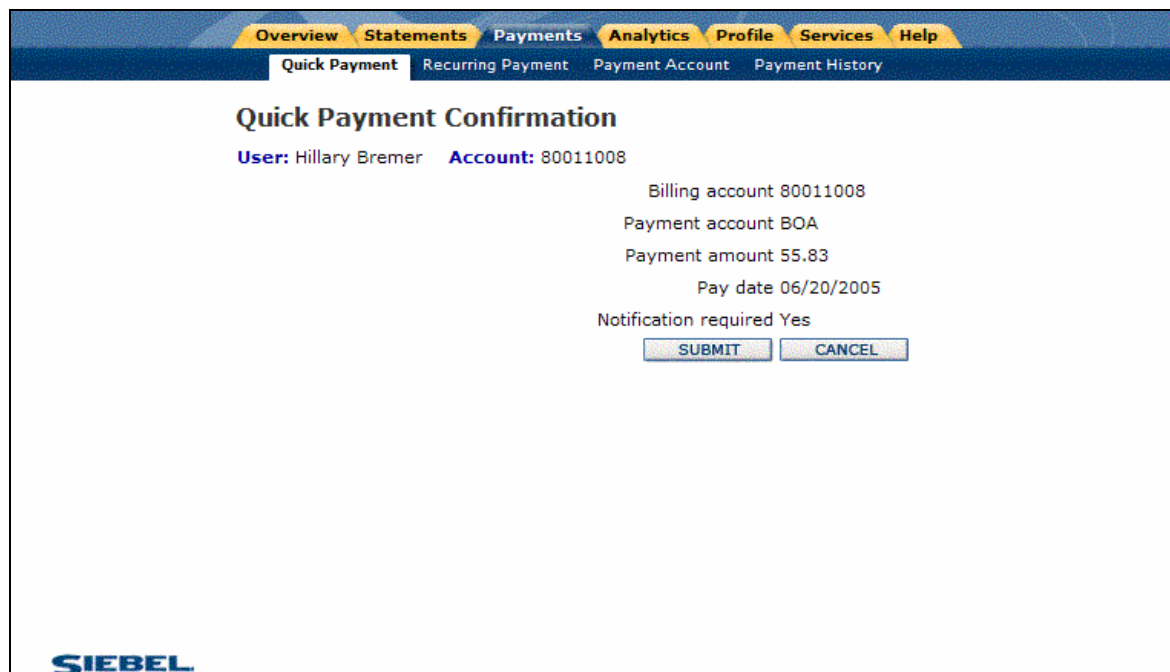 Overview Statements Payments Analytics Profile Services Help
Quick Payment Recurring Payment Payment Account Payment History
Quick Payment Confirmation
User: Hillary Bremer Account: 80011008
Billing account 80011008
Payment account BOA
Payment amount 55.83
Pay date 06/20/2005
Notification required Yes
SUBMIT CANCEL
SIEBEL.